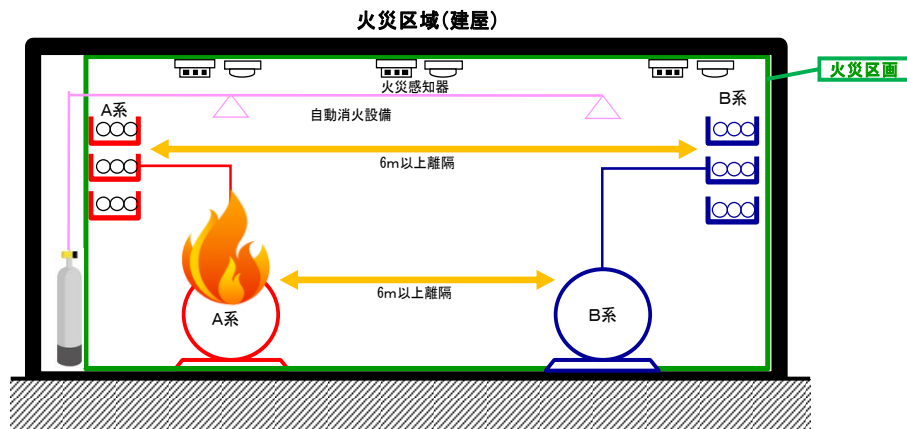 火災区域（建屋）
火災区画
火災感知器
A系
B系
自動消火設備
6m以上離隔
6m以上離隔
A系
B系